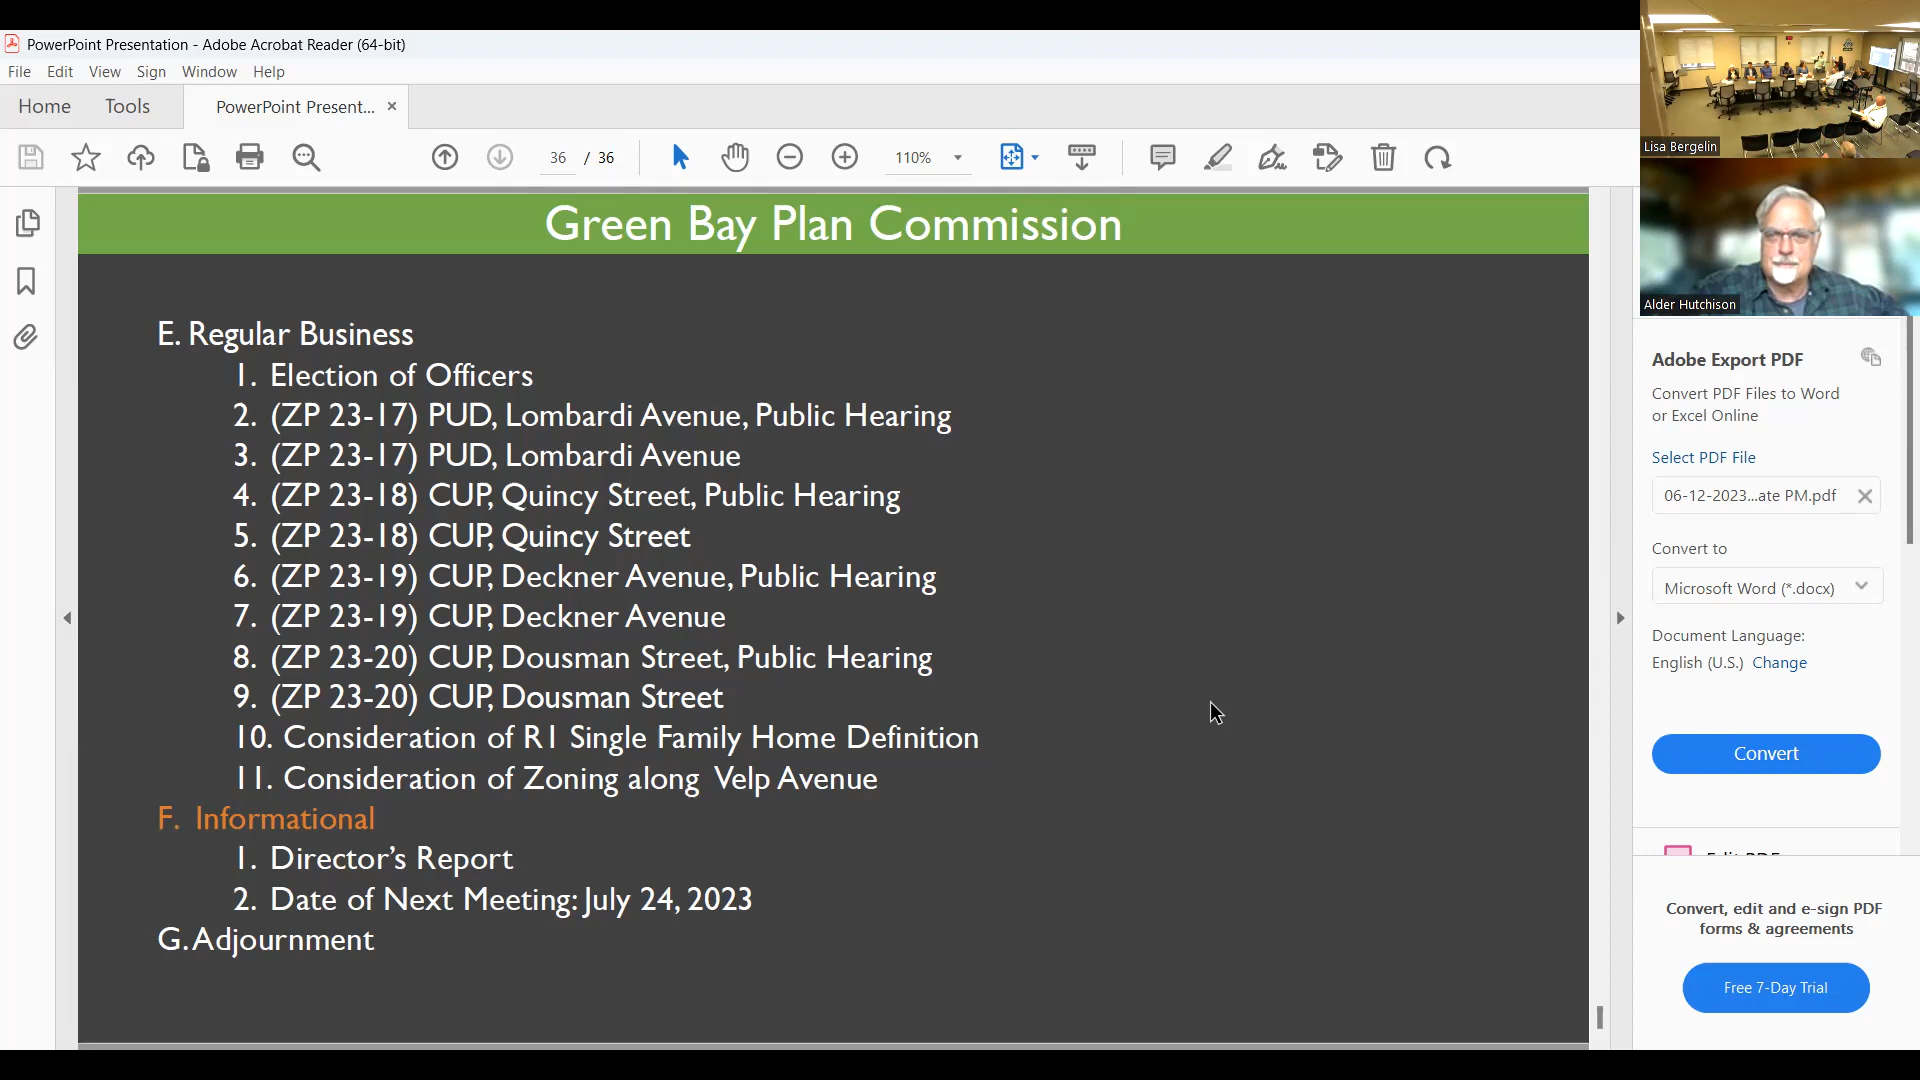 PowerPoint Presentation - Adobe Acrobat Reader (64-bit)
File Edit View Sign Window Help
Home Tools PowerPoint Present... ×
36 / 36 110%
Lisa Bergelin
Alder Hutchison
Green Bay Plan Commission
E. Regular Business
1. Election of Officers
2. (ZP 23-17) PUD, Lombardi Avenue, Public Hearing
3. (ZP 23-17) PUD, Lombardi Avenue
4. (ZP 23-18) CUP, Quincy Street, Public Hearing
5. (ZP 23-18) CUP, Quincy Street
6. (ZP 23-19) CUP, Deckner Avenue, Public Hearing
7. (ZP 23-19) CUP, Deckner Avenue
8. (ZP 23-20) CUP, Dousman Street, Public Hearing
9. (ZP 23-20) CUP, Dousman Street
10. Consideration of R1 Single Family Home Definition
11. Consideration of Zoning along Velp Avenue
F. Informational
1. Director's Report
2. Date of Next Meeting: July 24, 2023
G. Adjournment
Adobe Export PDF
Convert PDF Files to Word
or Excel Online
Select PDF File
06-12-2023...ate PM.pdf
Convert to
Microsoft Word (*.docx)
Document Language:
English (U.S.) Change
Convert
Edit PDF
Convert, edit and e-sign PDF
forms & agreements
Free 7-Day Trial